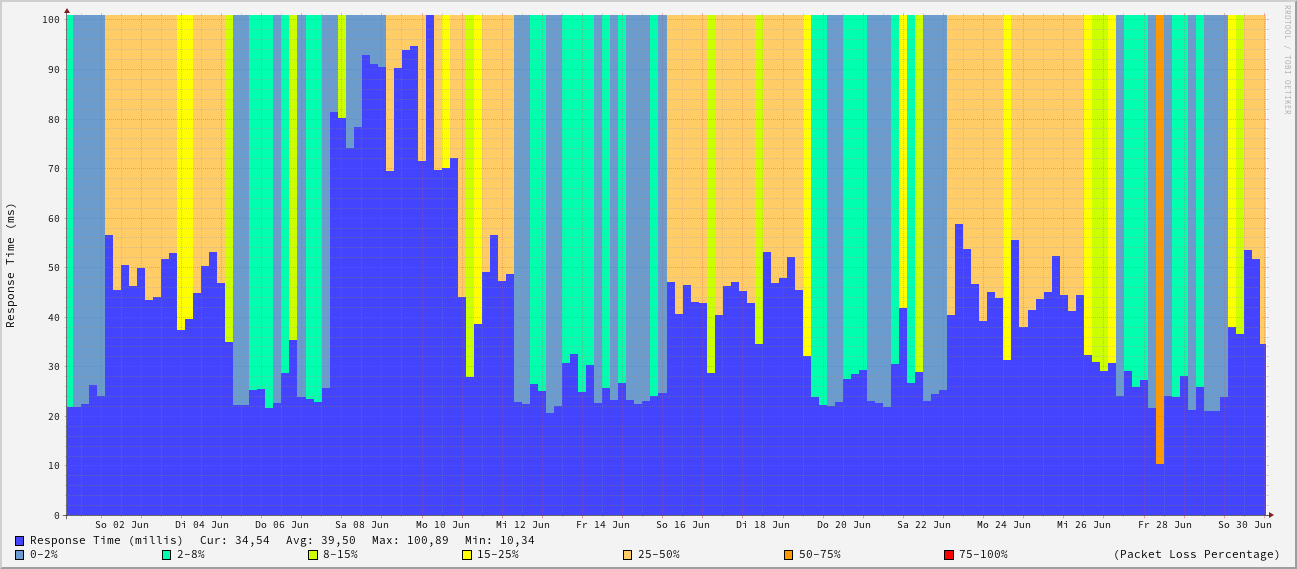 RRDTOOL / TOBI OETIKER
Response Time (ms)
100
90
80
70
60
50
40
30
20
10
0
So 02 Jun Di 04 Jun Do 06 Jun Sa 08 Jun Mo 10 Jun Mi 12 Jun Fr 14 Jun So 16 Jun Di 18 Jun Do 20 Jun Sa 22 Jun Mo 24 Jun Mi 26 Jun Fr 28 Jun So 30 Jun
Response Time (millis) Cur: 34,54 Avg: 39,50 Max: 100,89 Min: 10,34
0-2% 2-8% 8-15% 15-25% 25-50% 50-75% 75-100% (Packet Loss Percentage)